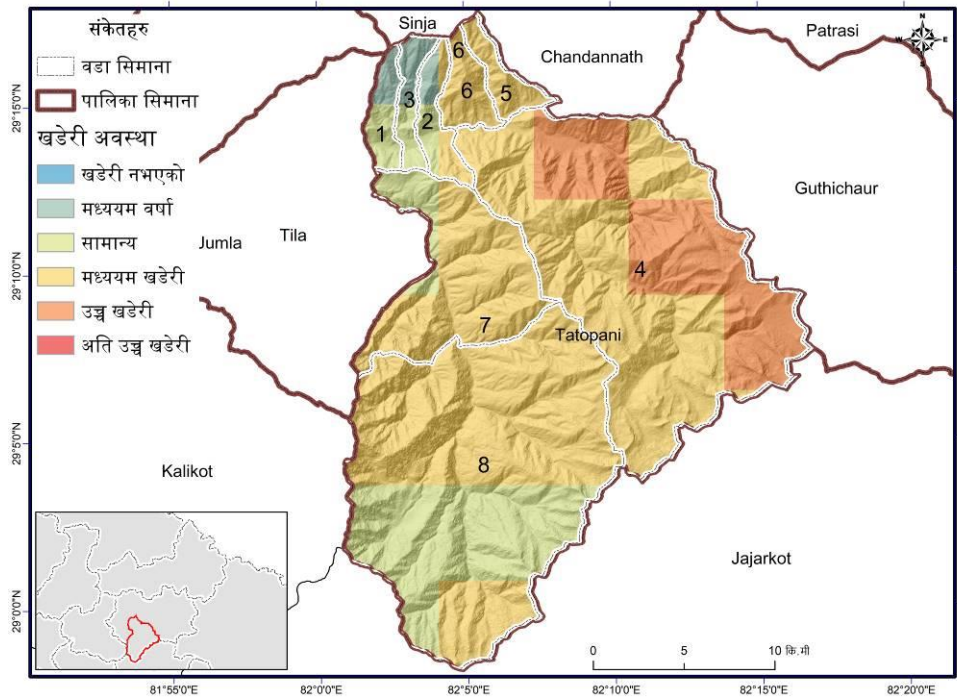 संकेतहरु
वडा सिमाना
पालिका सिमाना
खडेरी अवस्था
खडेरी नभएको
मध्ययम वर्षा
सामान्य
मध्ययम खडेरी
उच्च खडेरी
अति उच्च खडेरी
Sinja
Patrasi
Chandannath
N
W E
S
6
3
6
5
1
2
Guthichaur
Jumla
Tila
4
7
Tatopani
8
Kalikot
Jajarkot
0 5 10 कि.मी
29°15'0"N
29°10'0"N
29°5'0"N
29°0'0"N
81°55'0"E 82°0'0"E 82°5'0"E 82°10'0"E 82°15'0"E 82°20'0"E